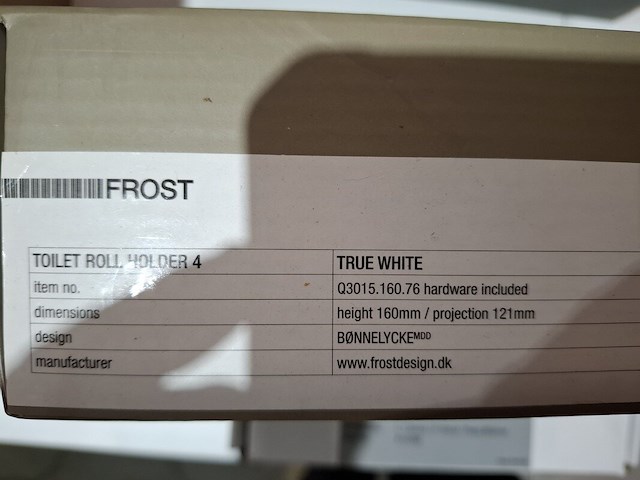 FROST
TOILET ROLL HOLDER 4 TRUE WHITE
item no. Q3015.160.76 hardware included
dimensions height 160mm / projection 121mm
design BØNNELYCKEᴹᴰᴰ
manufacturer www.frostdesign.dk